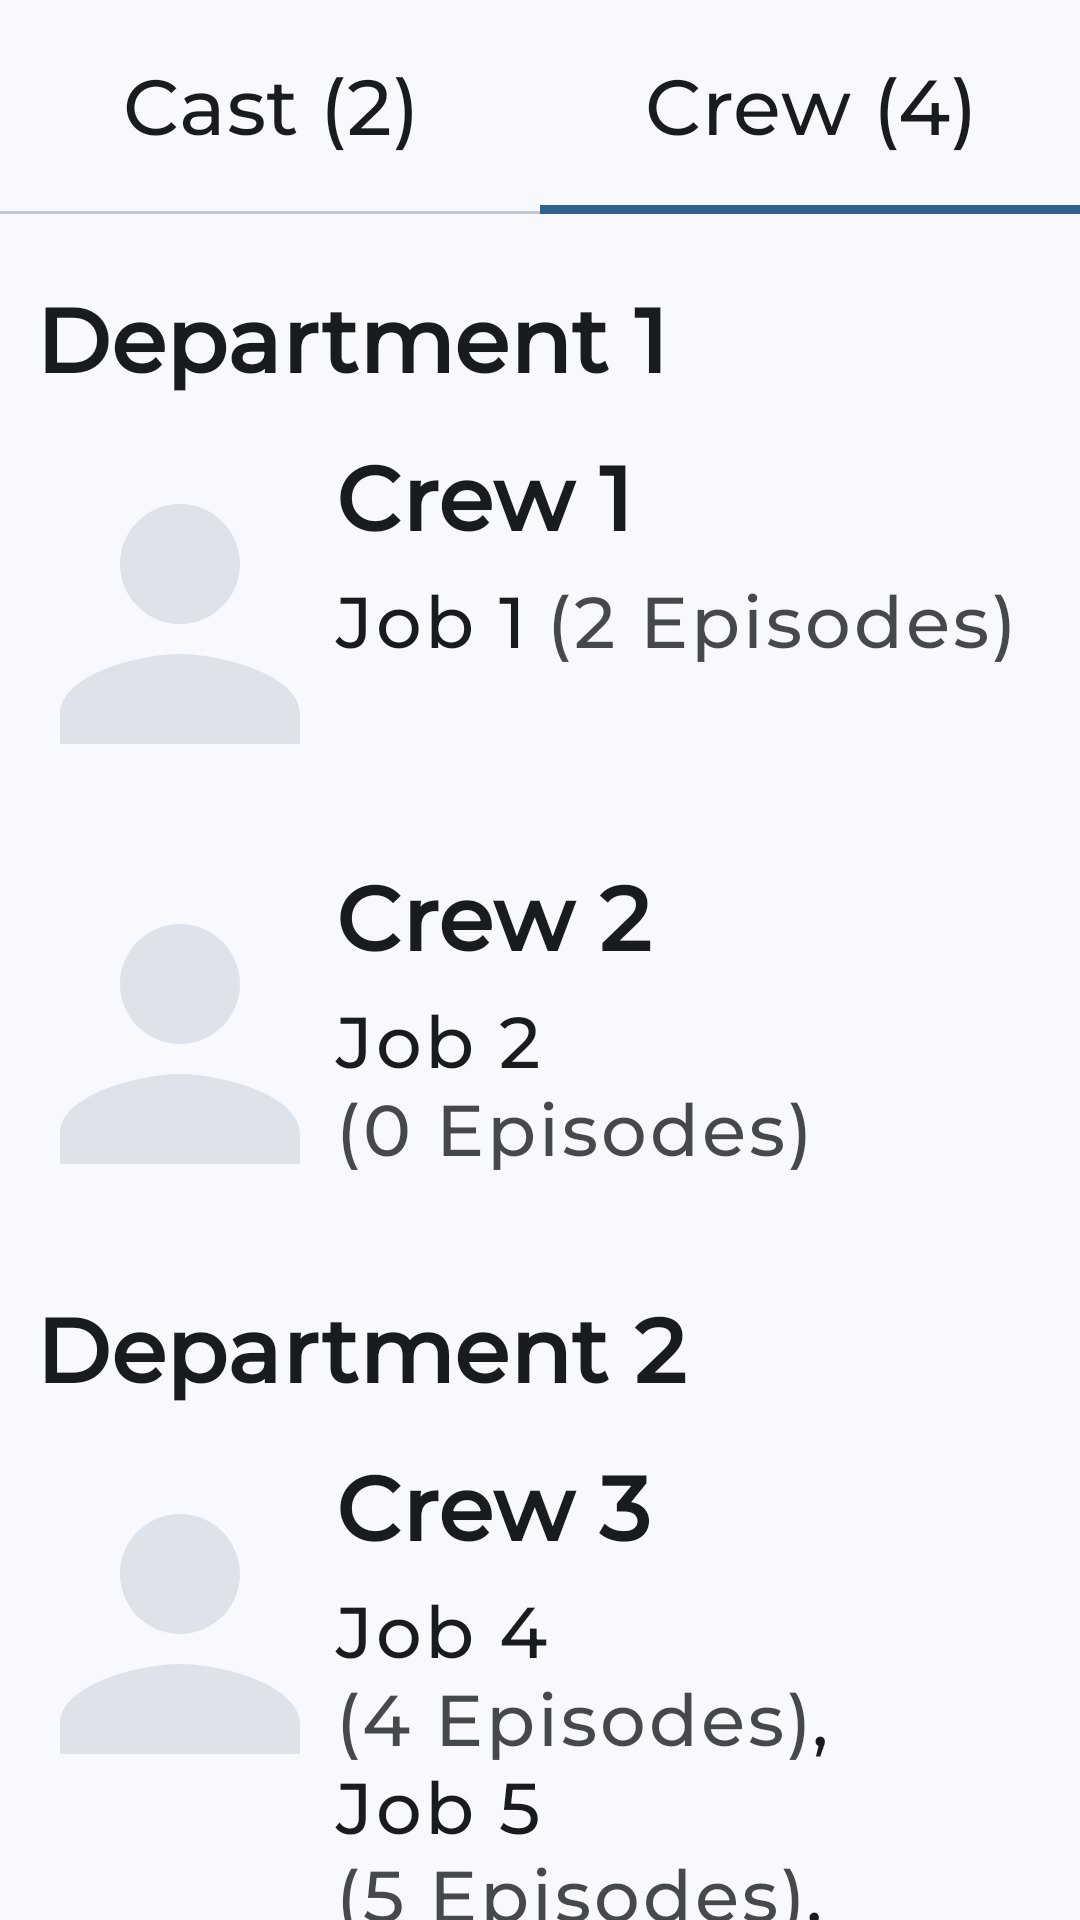 Cast (2)
Crew (4)
Department 1
Crew 1
Job 1 (2 Episodes)
Crew 2
Job 2
(0 Episodes)
Department 2
Crew 3
Job 4
(4 Episodes),
Job 5
(5 Episodes),